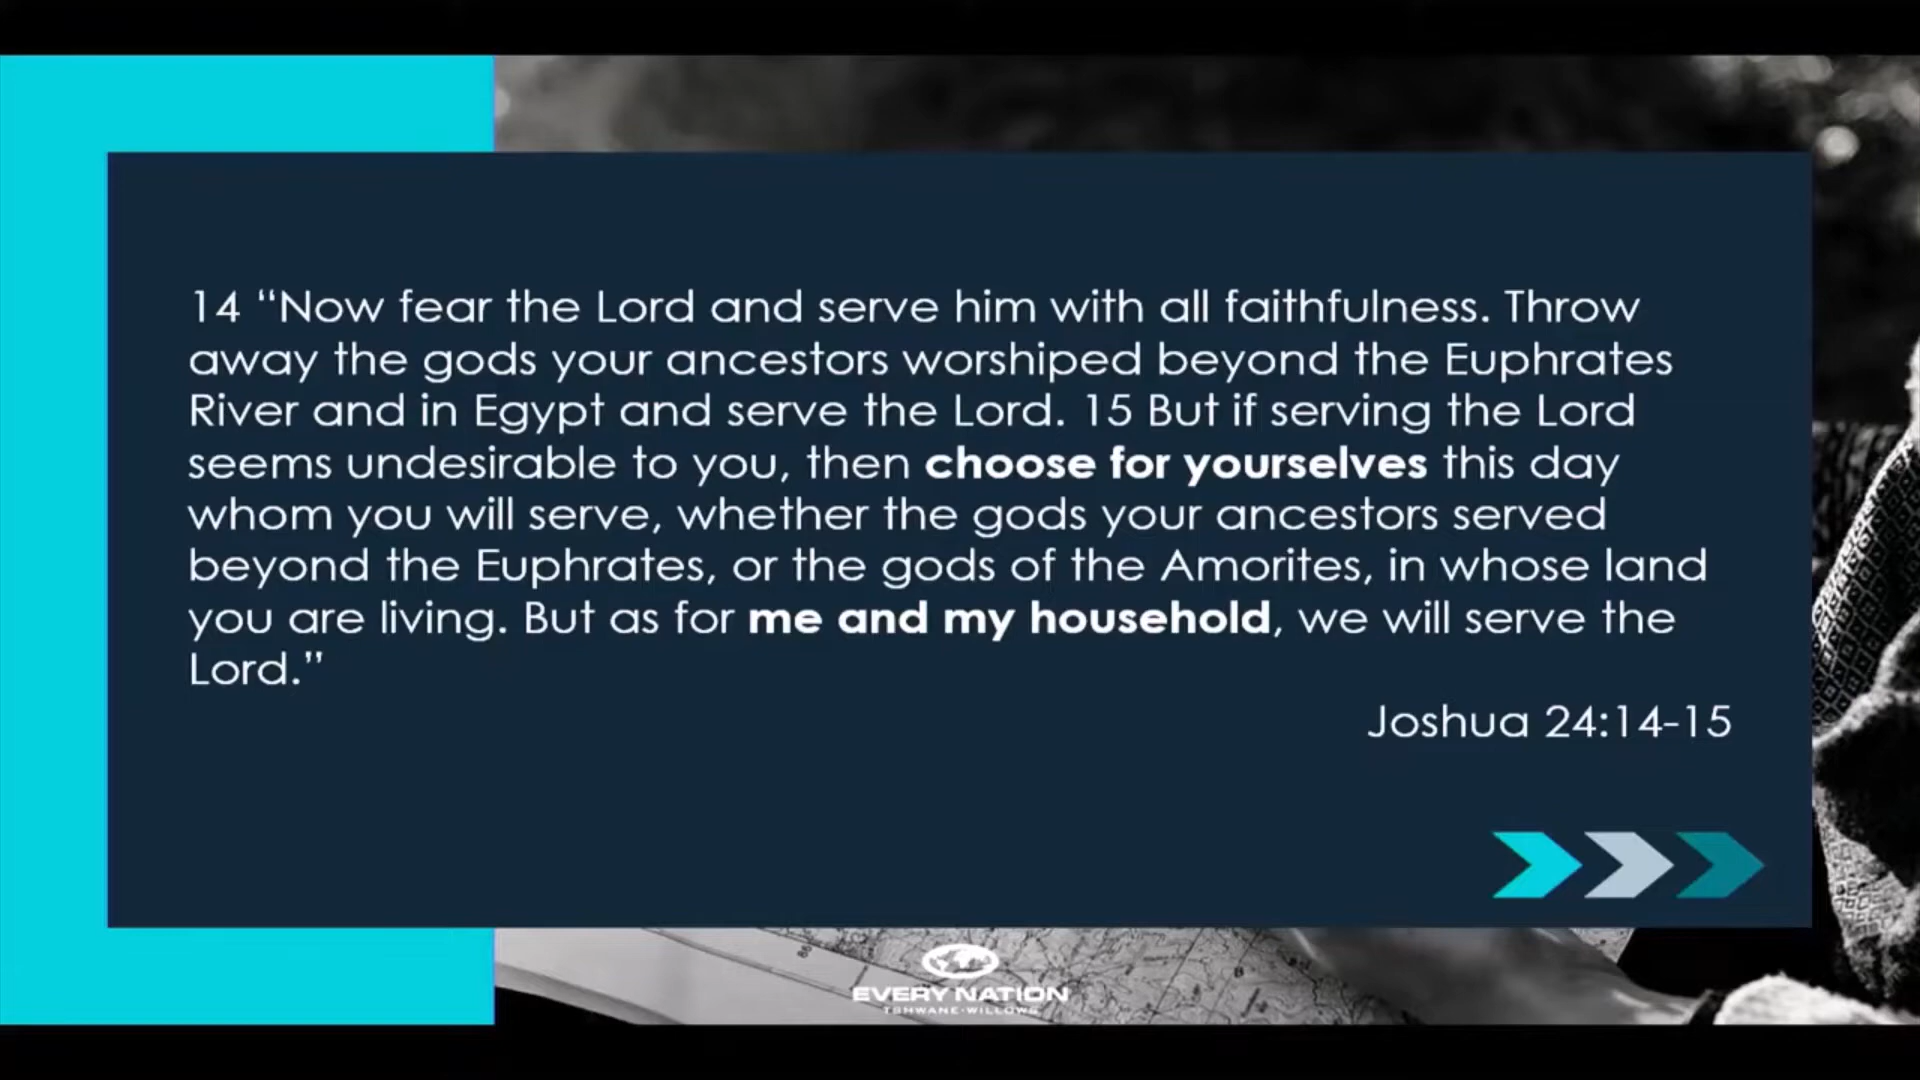 14 “Now fear the Lord and serve him with all faithfulness. Throw
away the gods your ancestors worshiped beyond the Euphrates
River and in Egypt and serve the Lord. 15 But if serving the Lord
seems undesirable to you, then choose for yourselves this day
whom you will serve, whether the gods your ancestors served
beyond the Euphrates, or the gods of the Amorites, in whose land
you are living. But as for me and my household, we will serve the
Lord.”
Joshua 24:14-15
EVERY NATION
TSHWANE·WILLOWS